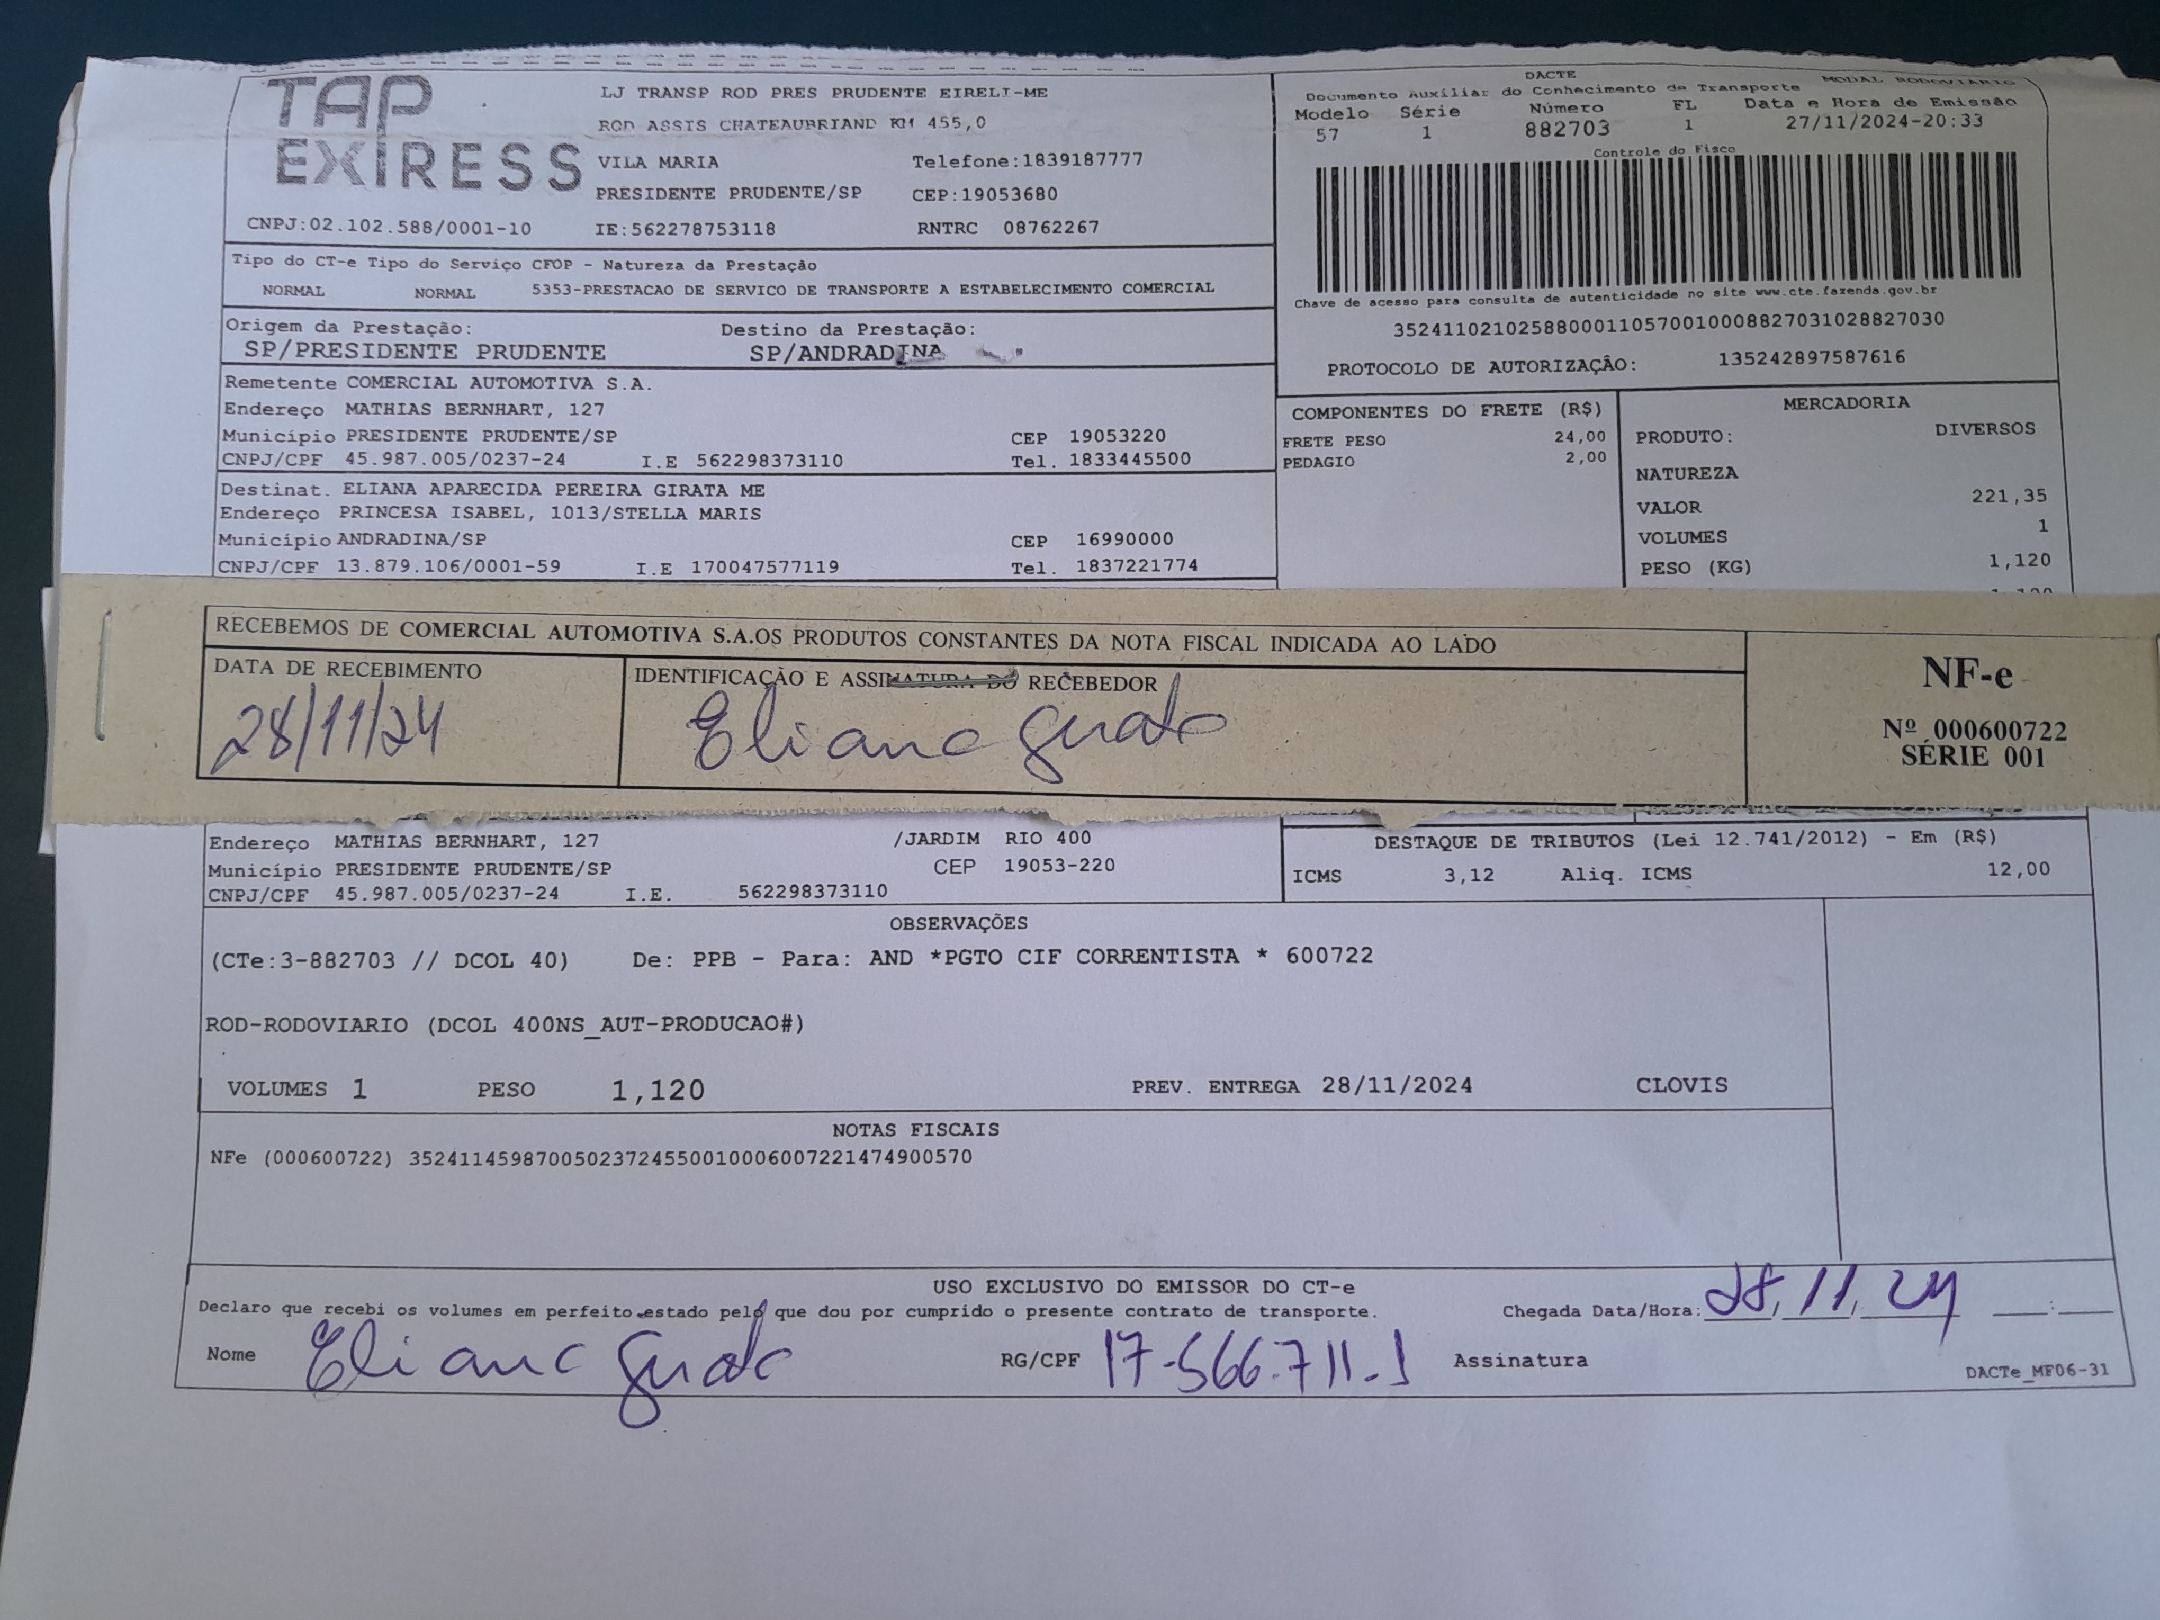 TAP
EXPRESS
LJ TRANSP ROD PRES PRUDENTE EIRELI-ME
ROD ASSIS CHATEAUBRIAND KM 455,0
VILA MARIA Telefone:1839187777
PRESIDENTE PRUDENTE/SP CEP:19053680
CNPJ:02.102.588/0001-10 IE:562278753118 RNTRC 08762267
DACTE MODAL RODOVIARIO
Documento Auxiliar do Conhecimento de Transporte
Modelo Série Número FL Data e Hora de Emissão
57 1 882703 1 27/11/2024-20:33
Controle do Fisco
Chave de acesso para consulta de autenticidade no site www.cte.fazenda.gov.br
35241102102588000110570010008827031028827030
PROTOCOLO DE AUTORIZAÇÃO: 135242897587616
Tipo do CT-e Tipo do Serviço CFOP - Natureza da Prestação
NORMAL NORMAL 5353-PRESTACAO DE SERVICO DE TRANSPORTE A ESTABELECIMENTO COMERCIAL
Origem da Prestação: Destino da Prestação:
SP/PRESIDENTE PRUDENTE SP/ANDRADINA
Remetente COMERCIAL AUTOMOTIVA S.A.
Endereço MATHIAS BERNHART, 127
Município PRESIDENTE PRUDENTE/SP CEP 19053220
CNPJ/CPF 45.987.005/0237-24 I.E 562298373110 Tel. 1833445500
Destinat. ELIANA APARECIDA PEREIRA GIRATA ME
Endereço PRINCESA ISABEL, 1013/STELLA MARIS
Município ANDRADINA/SP CEP 16990000
CNPJ/CPF 13.879.106/0001-59 I.E 170047577119 Tel. 1837221774
COMPONENTES DO FRETE (R$)
FRETE PESO 24,00
PEDAGIO 2,00
MERCADORIA
PRODUTO: DIVERSOS
NATUREZA
VALOR 221,35
VOLUMES 1
PESO (KG) 1,120
RECEBEMOS DE COMERCIAL AUTOMOTIVA S.A.OS PRODUTOS CONSTANTES DA NOTA FISCAL INDICADA AO LADO
DATA DE RECEBIMENTO IDENTIFICAÇÃO E ASSINATURA DO RECEBEDOR
28/11/24 Eliana Girata
NF-e
Nº 000600722
SÉRIE 001
Endereço MATHIAS BERNHART, 127 /JARDIM RIO 400
Município PRESIDENTE PRUDENTE/SP CEP 19053-220
CNPJ/CPF 45.987.005/0237-24 I.E. 562298373110
DESTAQUE DE TRIBUTOS (Lei 12.741/2012) - Em (R$)
ICMS 3,12 Aliq. ICMS 12,00
OBSERVAÇÕES
(CTe:3-882703 // DCOL 40) De: PPB - Para: AND *PGTO CIF CORRENTISTA * 600722
ROD-RODOVIARIO (DCOL 400NS_AUT-PRODUCAO#)
VOLUMES 1 PESO 1,120 PREV. ENTREGA 28/11/2024 CLOVIS
NOTAS FISCAIS
NFe (000600722) 35241145987005023724550010006007221474900570
USO EXCLUSIVO DO EMISSOR DO CT-e
Declaro que recebi os volumes em perfeito estado pelo que dou por cumprido o presente contrato de transporte. Chegada Data/Hora: 28/11/24 __:__
Nome Eliana Girata RG/CPF 17.566.711-1 Assinatura
DACTe_MF06-31